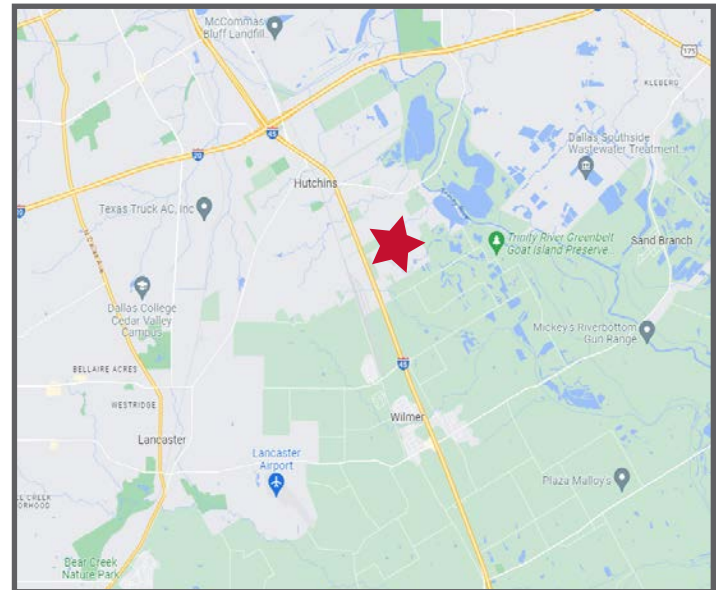 McCommas
Bluff Landfill
175
KLEBERG
45
20
Dallas Southside
Wastewater Treatment...
Hutchins
Texas Truck AC, Inc
Trinity River Greenbelt
Goat Island Preserve...
Sand Branch
Dallas College
Cedar Valley
Campus
Mickey's Riverbottom
Gun Range
BELLAIRE ACRES
45
WESTRIDGE
Wilmer
Lancaster
Lancaster
Airport
Plaza Malloy's
Bear Creek
Nature Park
45